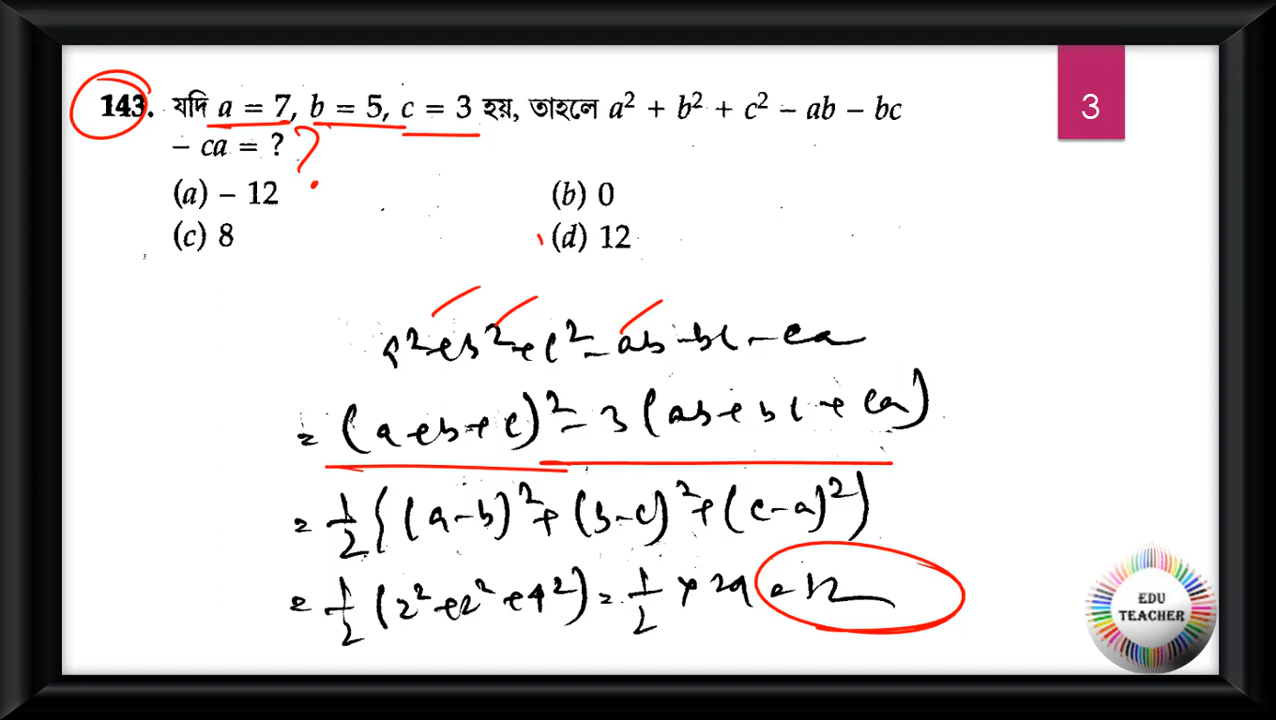 143. যদি a = 7, b = 5, c = 3 হয়, তাহলে a² + b² + c² – ab – bc
– ca = ?
?
(a) – 12 (b) 0
(c) 8 (d) 12
3
a²+b²+c²-ab-bc-ca
= (a+b+c)²-3(ab+bc+ca)
= 1/2{(a-b)²+(b-c)²+(c-a)²)
= 1/2(2²+2²+4²) = 1/2 × 24 = 12
EDU
TEACHER